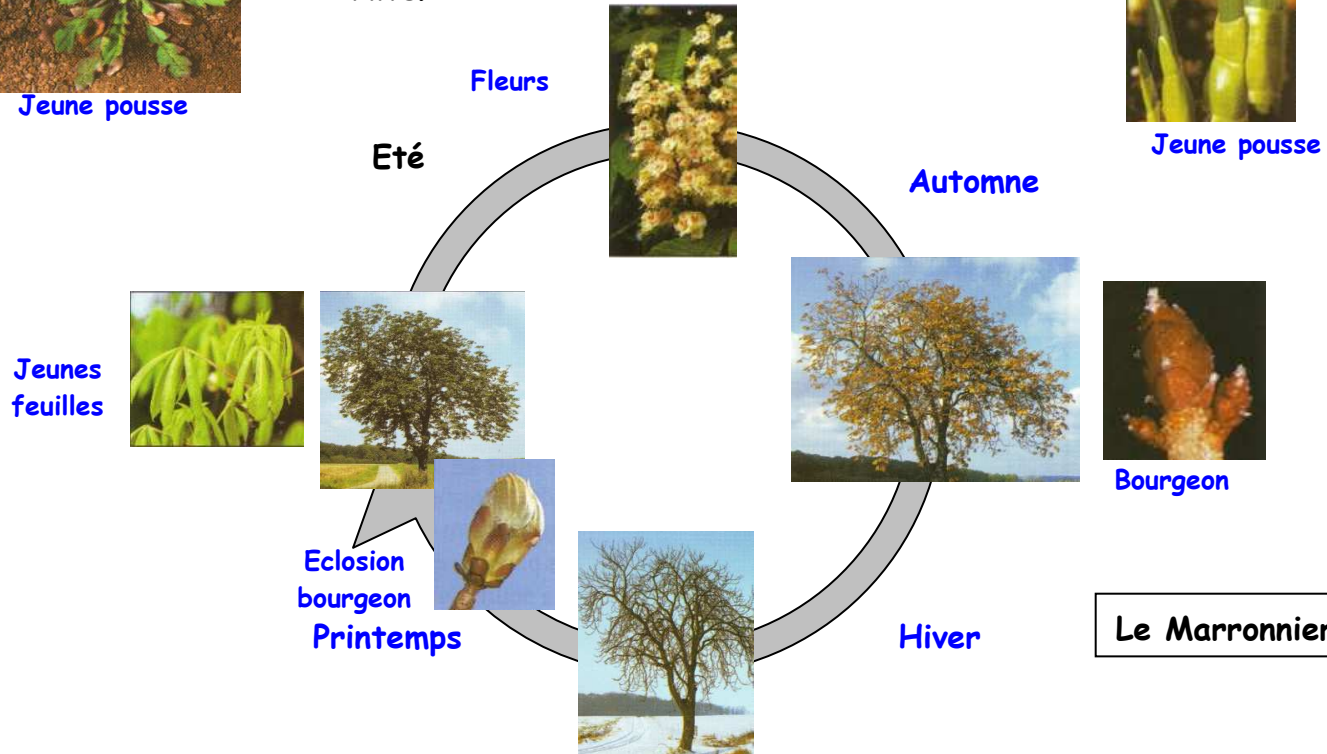 Jeune pousse
Fleurs
Eté
Jeune pousse
Automne
Jeunes
feuilles
Bourgeon
Eclosion
bourgeon
Printemps
Hiver
Le Marronnier